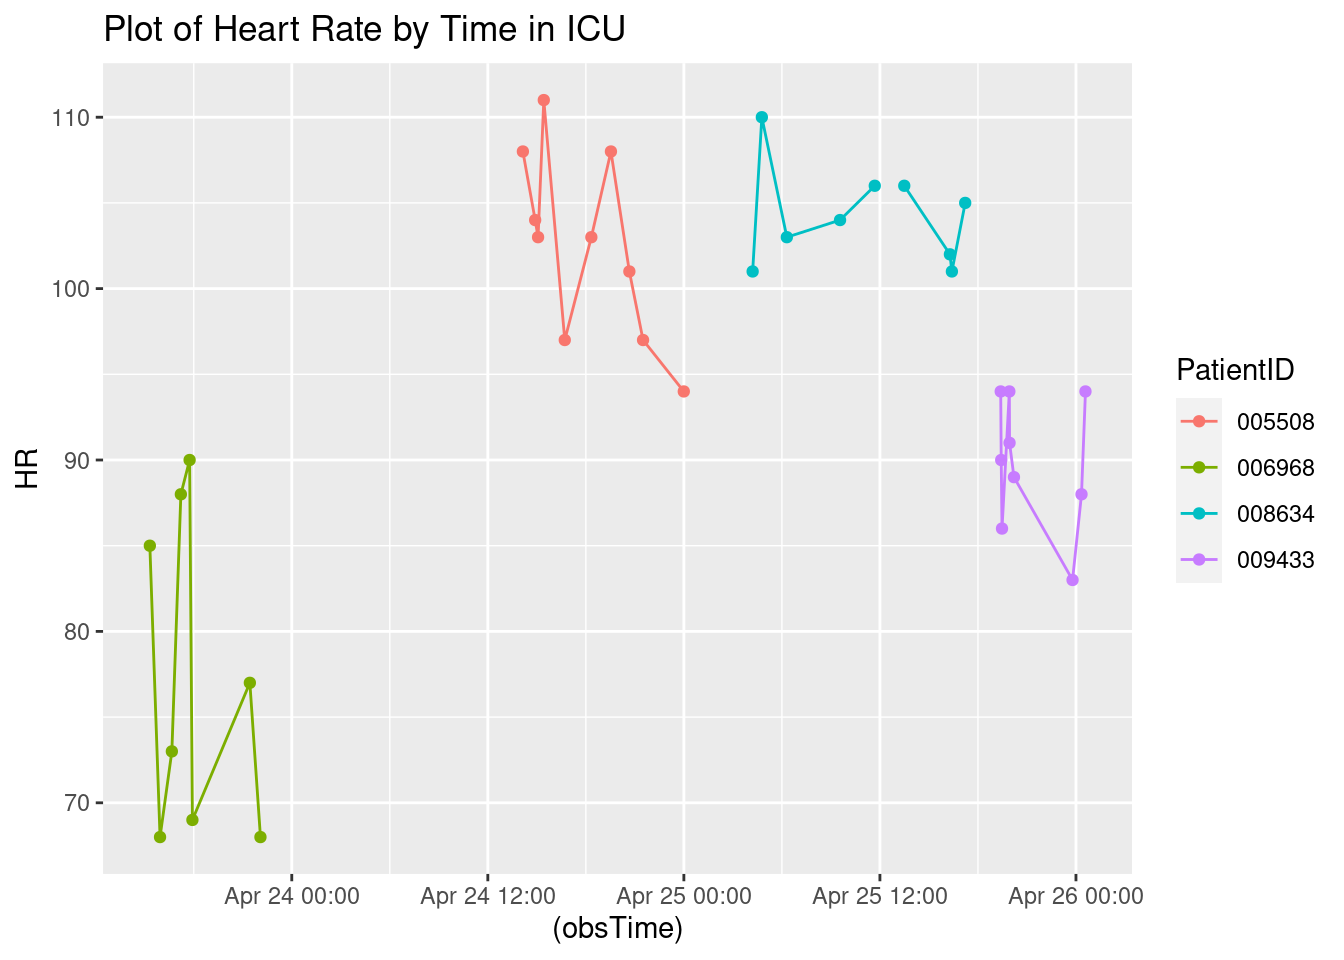 Plot of Heart Rate by Time in ICU
110
100
90
80
70
HR
Apr 24 00:00 Apr 24 12:00 Apr 25 00:00 Apr 25 12:00 Apr 26 00:00
(obsTime)
PatientID
005508
006968
008634
009433